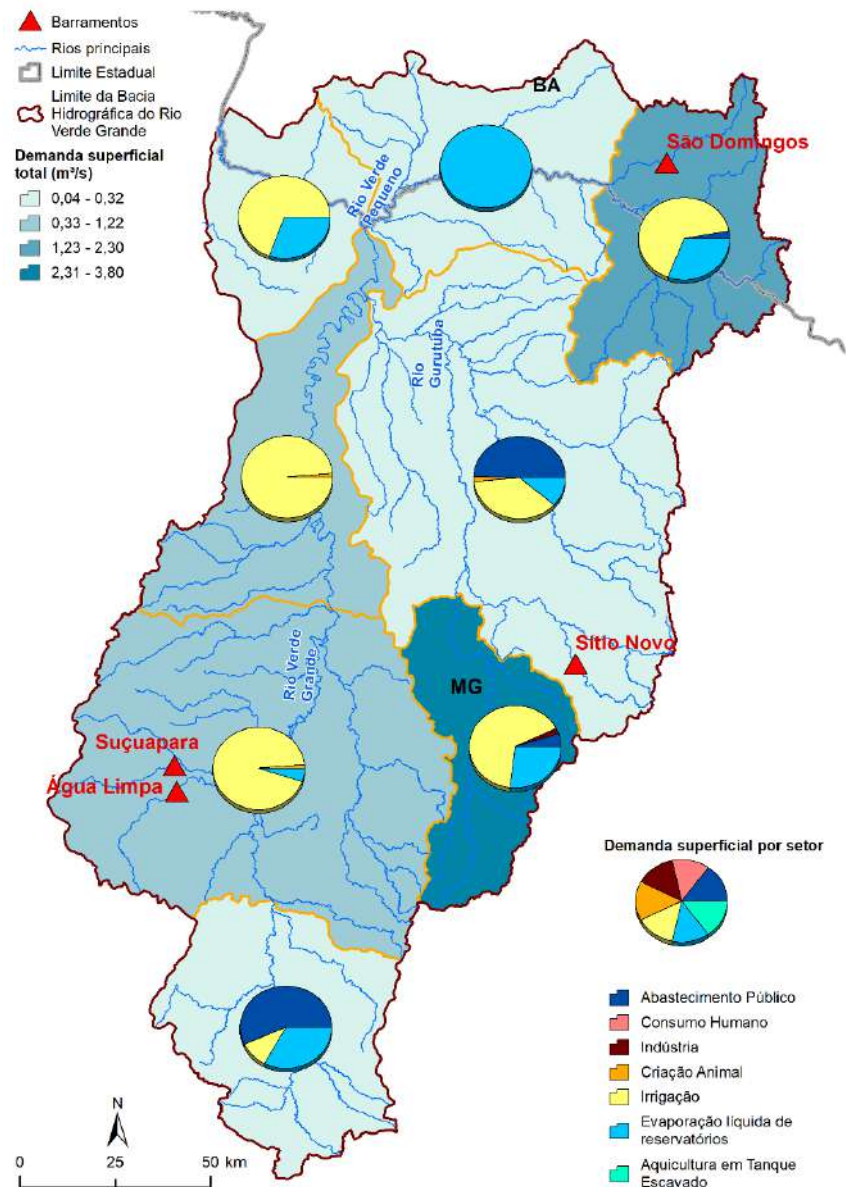 Barramentos
Rios principais
Limite Estadual
Limite da Bacia
Hidrográfica do Rio
Verde Grande
Demanda superficial
total (m³/s)
0,04 - 0,32
0,33 - 1,22
1,23 - 2,30
2,31 - 3,80
BA
São Domingos
Rio Verde
Pequeno
Rio
Gurutuba
Sítio Novo
MG
Rio Verde
Grande
Suçuapara
Água Limpa
Demanda superficial por setor
Abastecimento Público
Consumo Humano
Indústria
Criação Animal
Irrigação
Evaporação líquida de
reservatórios
Aquicultura em Tanque
Escavado
N
0 25 50 km